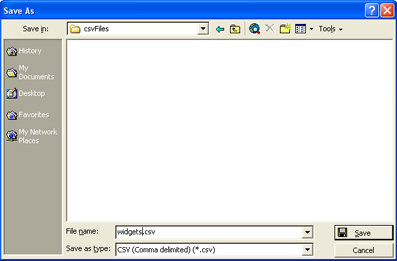 Save As
Save in: csvFiles Tools
History
My
Documents
Desktop
Favorites
My Network
Places
File name: widgets.csv Save
Save as type: CSV (Comma delimited) (*.csv) Cancel